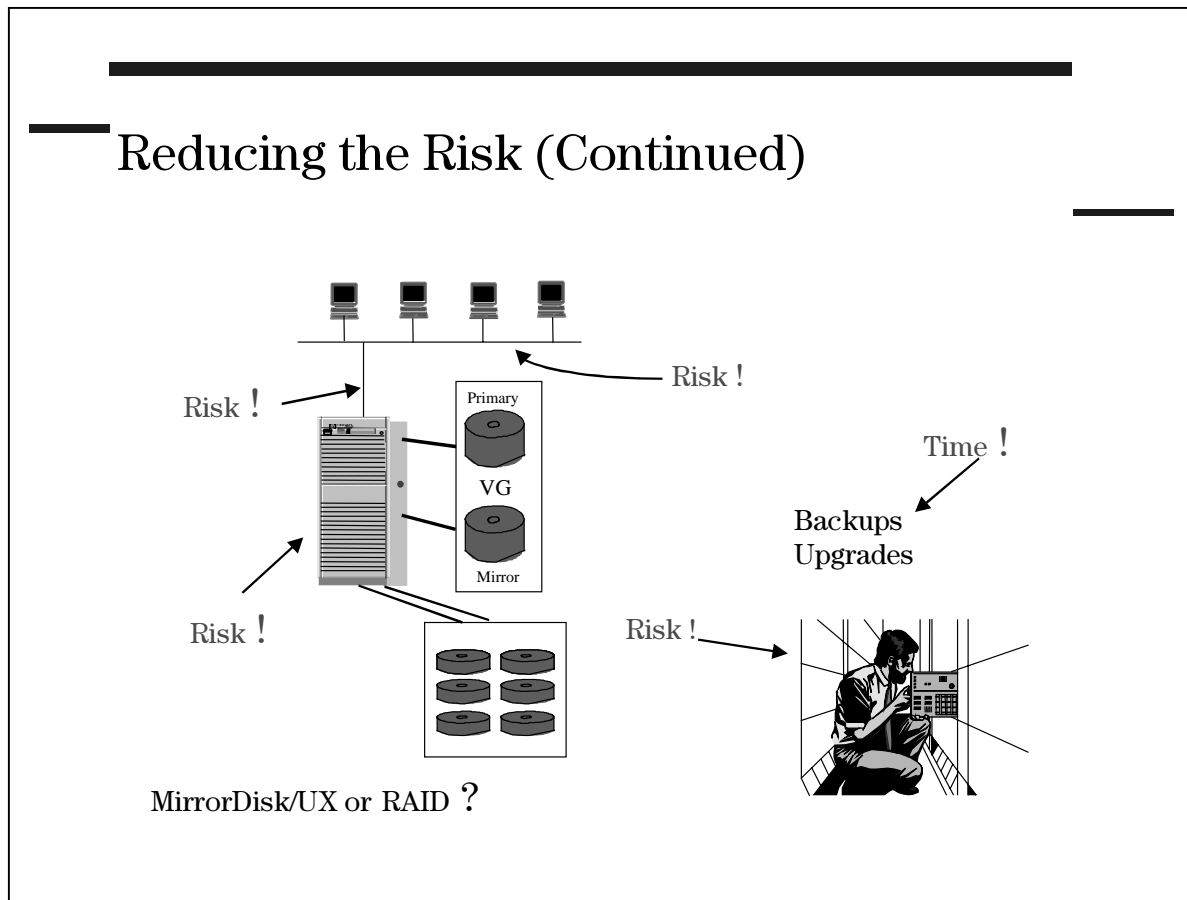 Reducing the Risk (Continued)
Risk !
Risk !
Primary
VG
Mirror
Time !
Backups
Upgrades
Risk !
Risk !
MirrorDisk/UX or RAID ?